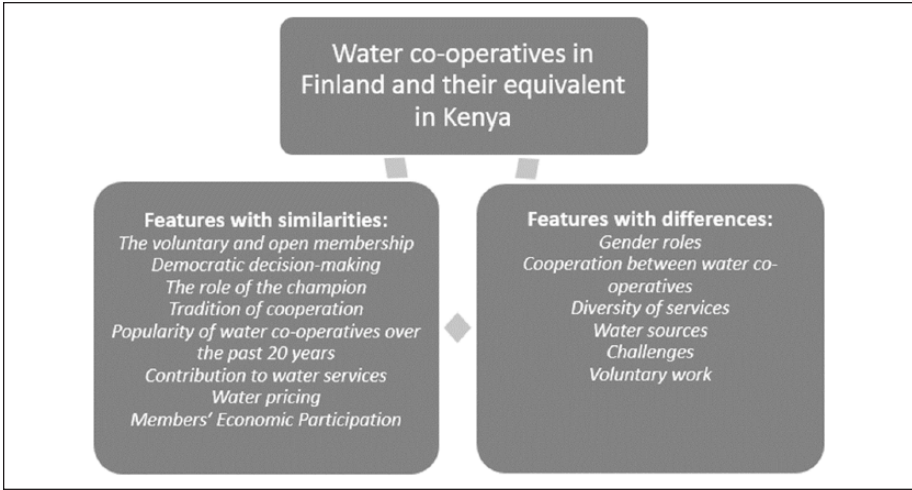 Water co-operatives in
Finland and their equivalent
in Kenya
Features with similarities:
The voluntary and open membership
Democratic decision-making
The role of the champion
Tradition of cooperation
Popularity of water co-operatives over
the past 20 years
Contribution to water services
Water pricing
Members' Economic Participation
Features with differences:
Gender roles
Cooperation between water co-
operatives
Diversity of services
Water sources
Challenges
Voluntary work